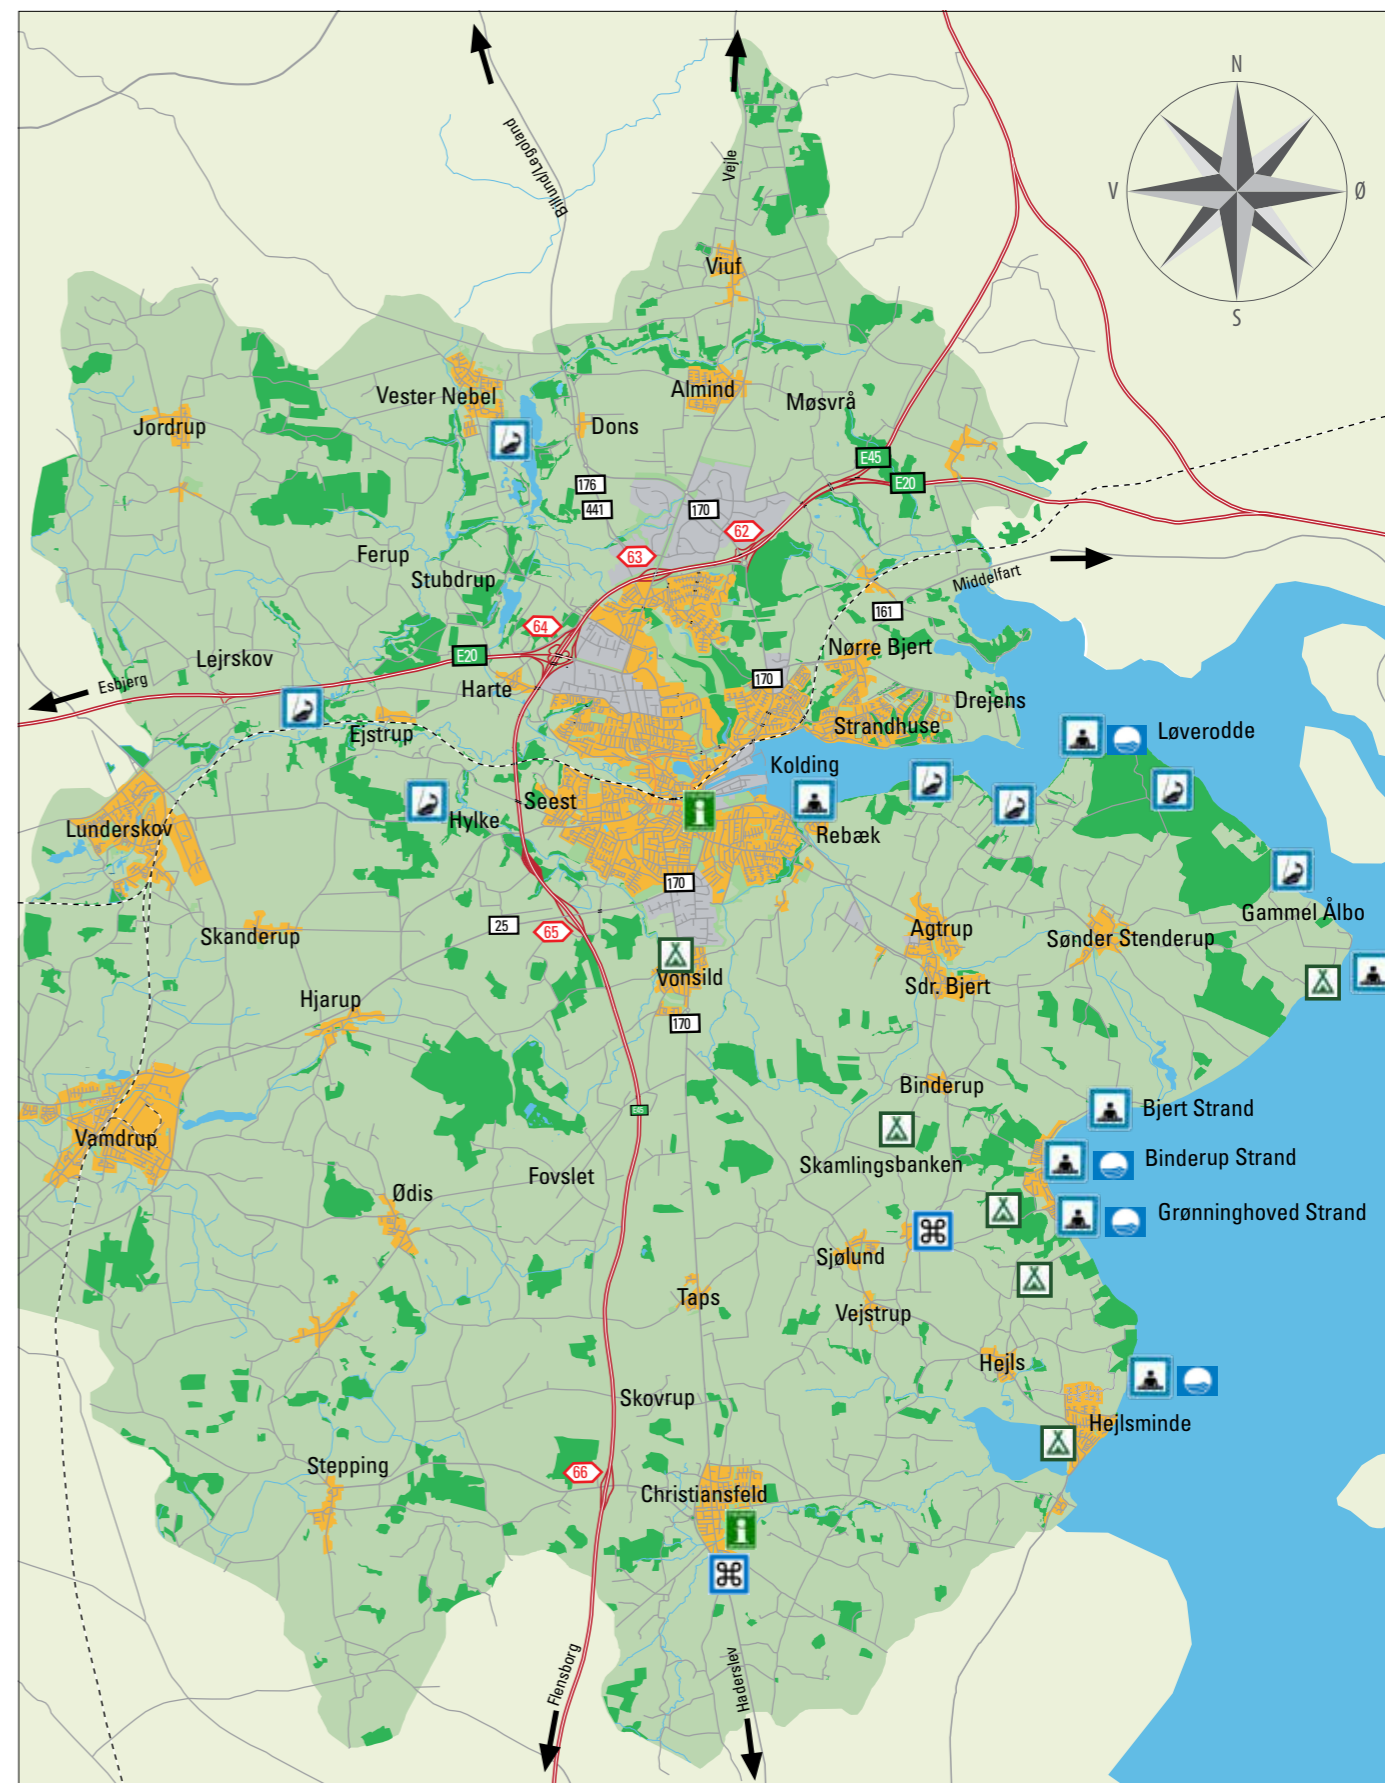 N
V
Ø
S
Billund/Legoland
Vejle
Viuf
Vester Nebel
Almind
Møsvrå
Jordrup
Dons
E45
E20
176
441
170
62
63
Ferup
Stubdrup
Middelfart
161
64
Nørre Bjert
E20
Lejrskov
Esbjerg
Harte
170
Drejens
Strandhuse
Løverodde
Ejstrup
Kolding
Seest
Hylke
Rebæk
Lunderskov
170
Gammel Ålbo
25
65
Skanderup
Agtrup
Sønder Stenderup
Vonsild
Sdr. Bjert
Hjarup
170
Binderup
E45
Bjert Strand
Vamdrup
Skamlingsbanken
Binderup Strand
Fovslet
Ødis
Grønninghoved Strand
Sjølund
Taps
Vejstrup
Hejls
Skovrup
Hejlsminde
Stepping
66
Christiansfeld
i
i
Flensborg
Haderslev